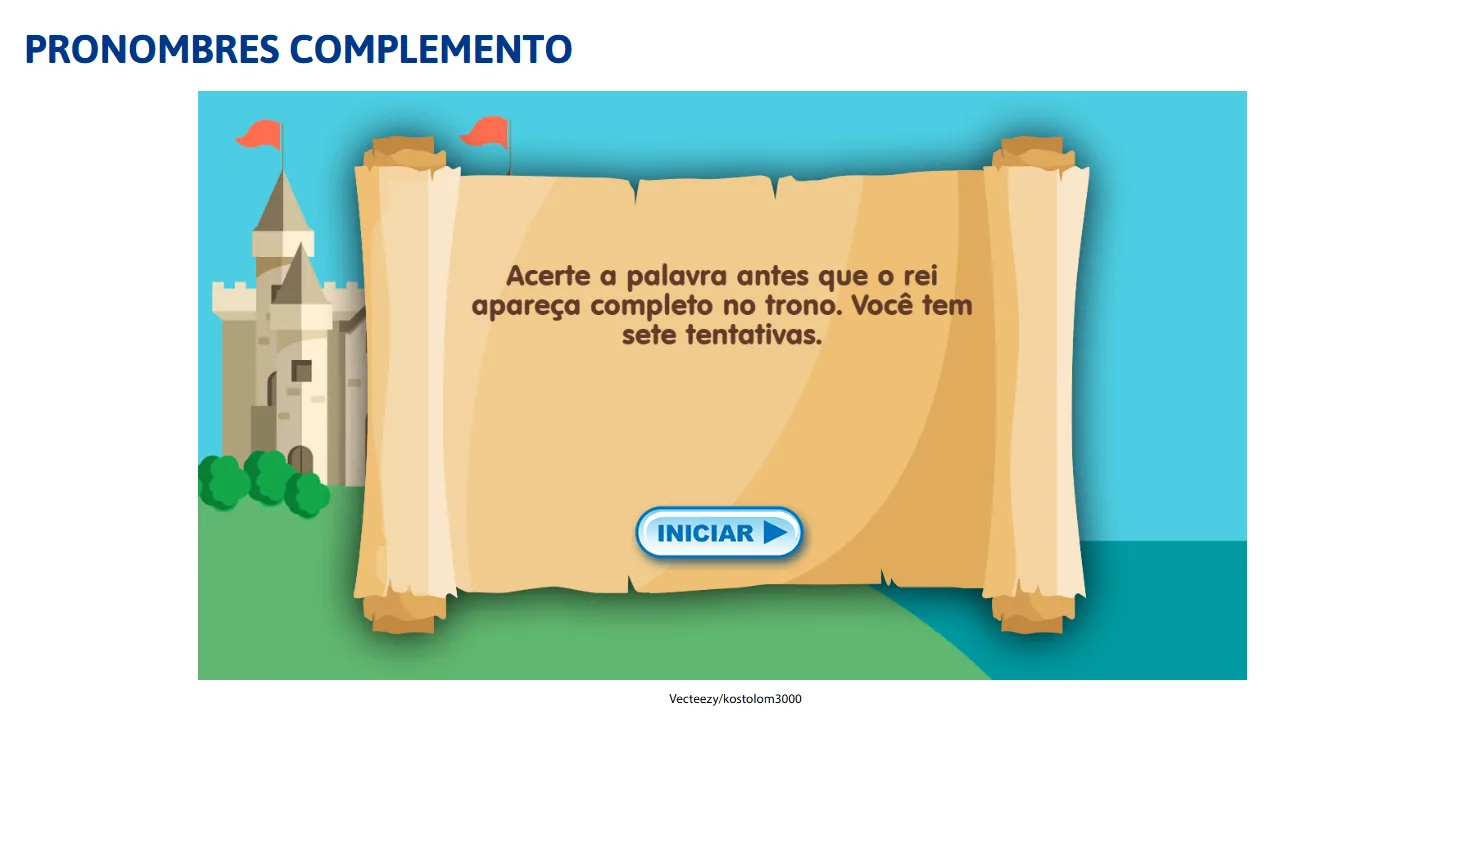 PRONOMBRES COMPLEMENTO
Acerte a palavra antes que o rei
apareça completo no trono. Você tem
sete tentativas.
INICIAR
Vecteezy/kostolom3000